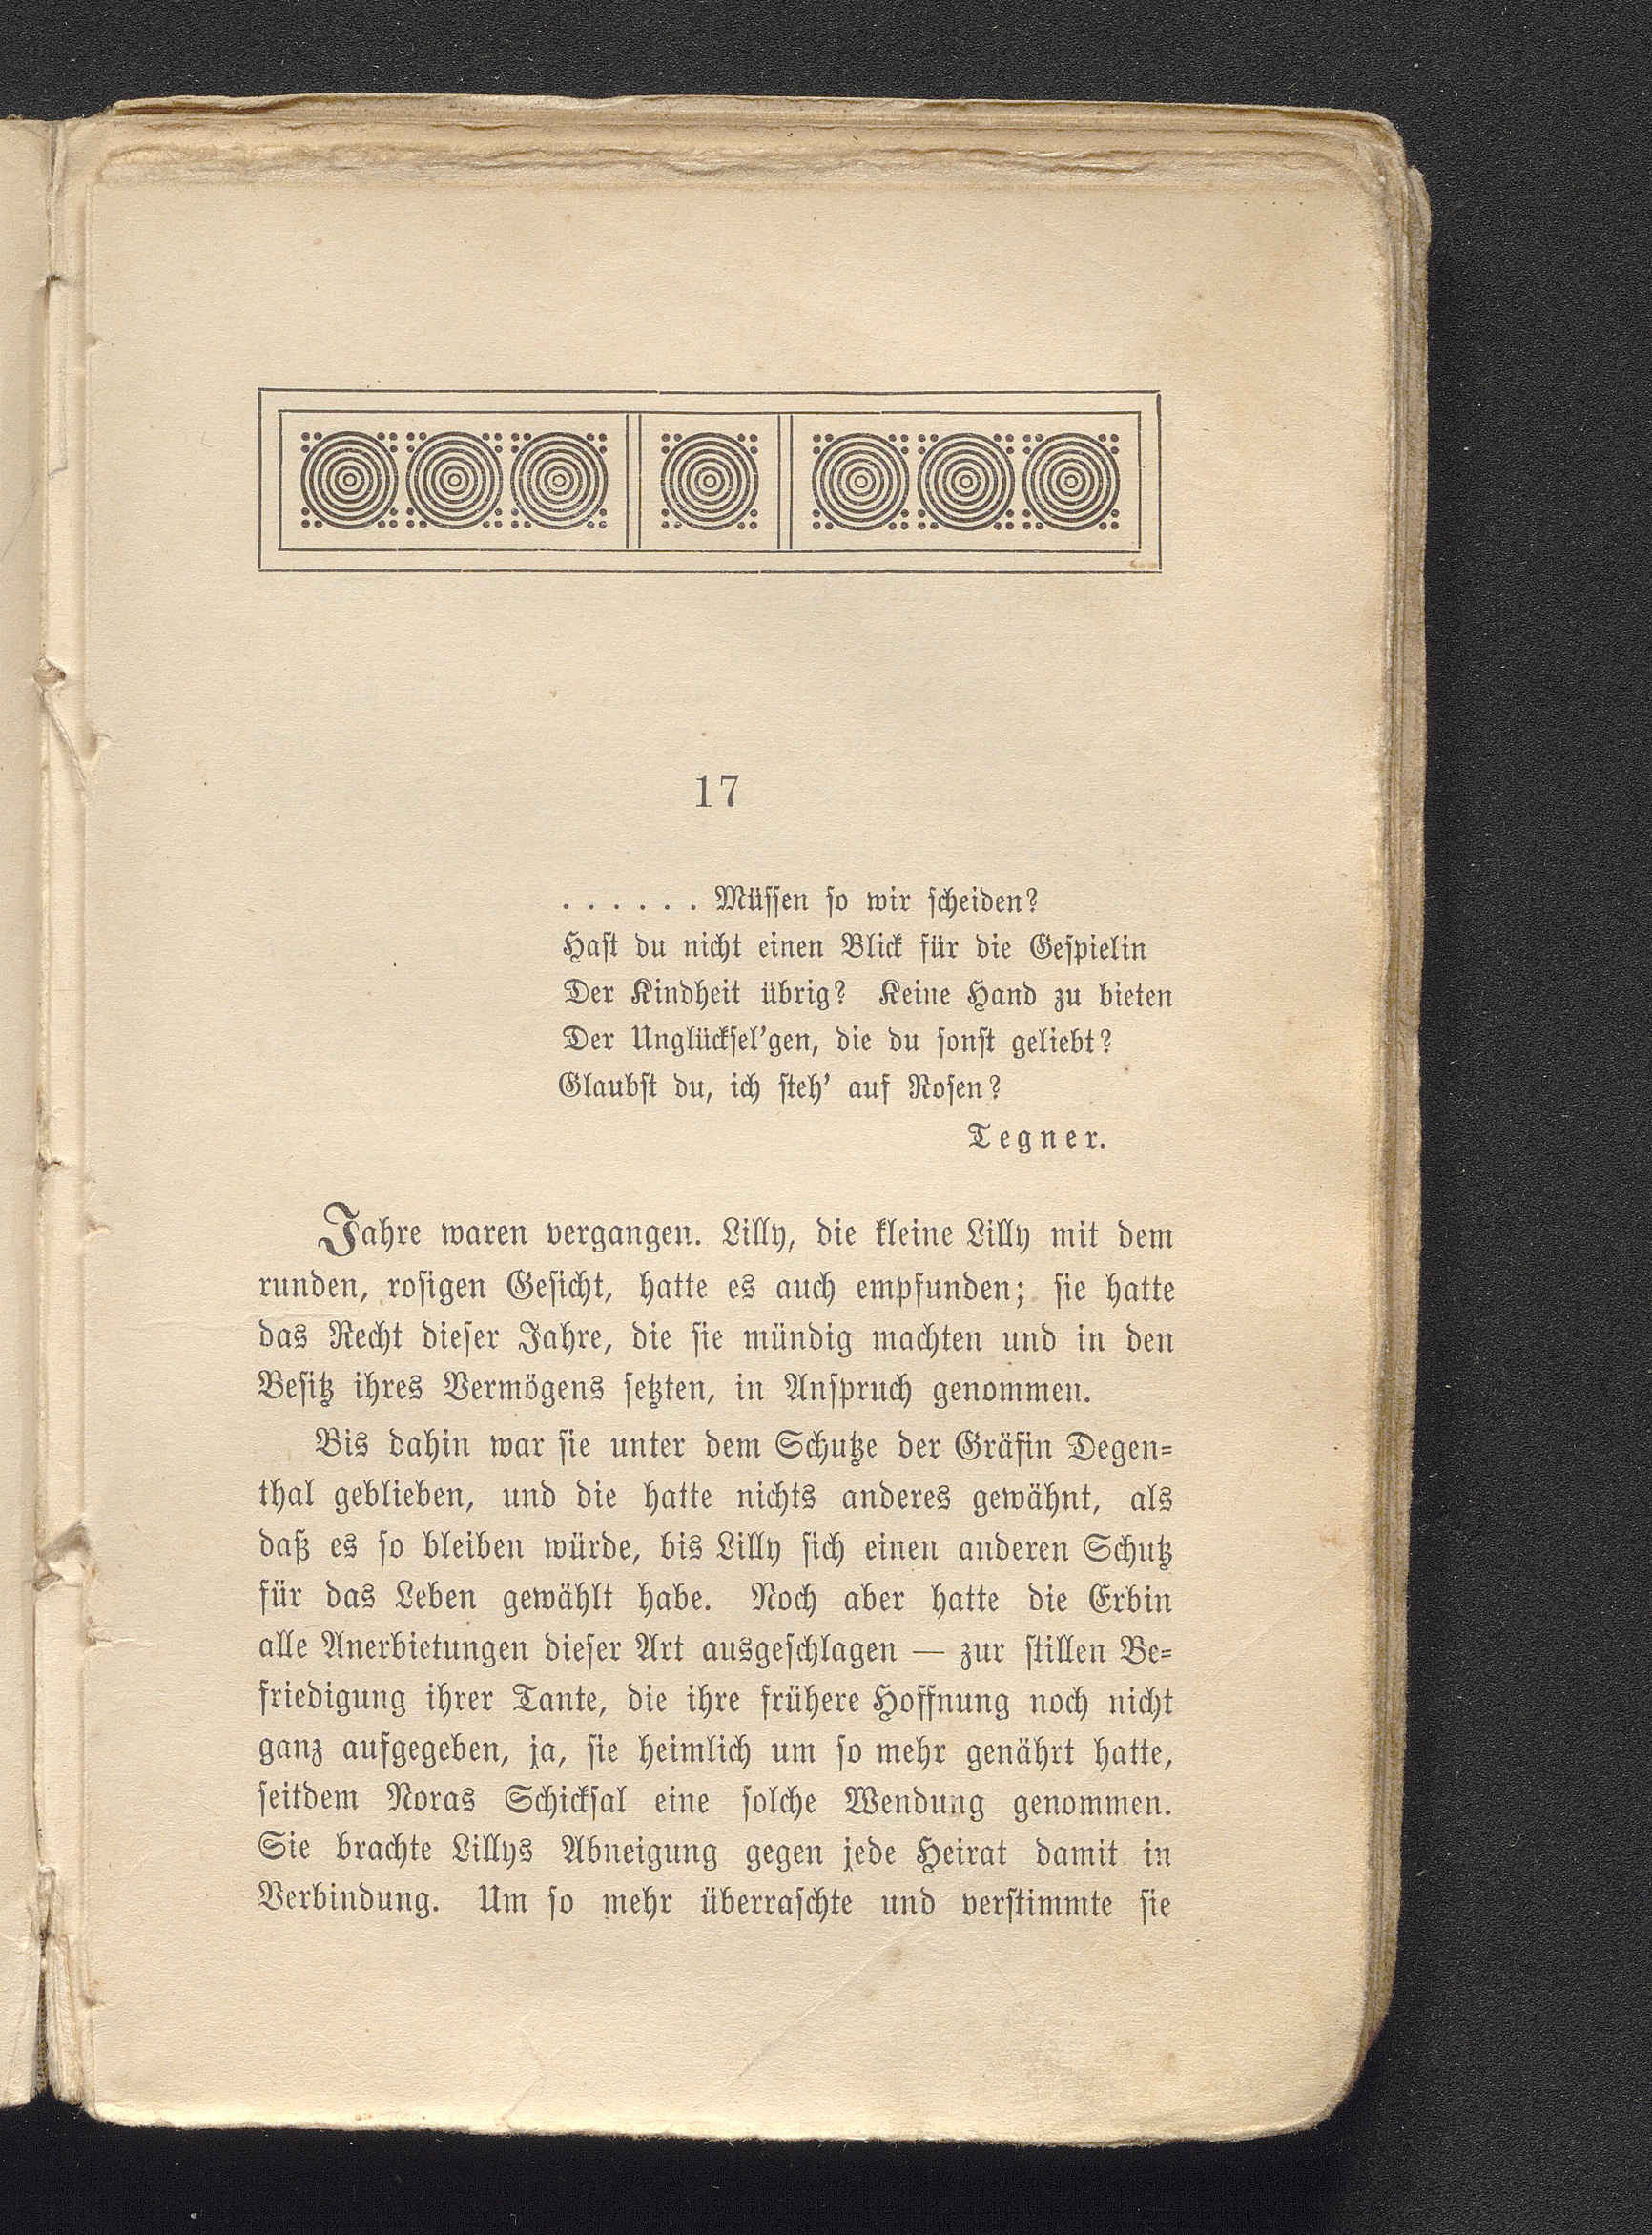 17
. . . . . . Müssen so wir scheiden?
Hast du nicht einen Blick für die Gespielin
Der Kindheit übrig? Keine Hand zu bieten
Der Unglücksel'gen, die du sonst geliebt?
Glaubst du, ich steh' auf Rosen?
Tegner.
Jahre waren vergangen. Lilly, die kleine Lilly mit dem
runden, rosigen Gesicht, hatte es auch empfunden; sie hatte
das Recht dieser Jahre, die sie mündig machten und in den
Besitz ihres Vermögens setzten, in Anspruch genommen.
Bis dahin war sie unter dem Schutze der Gräfin Degen=
thal geblieben, und die hatte nichts anderes gewähnt, als
daß es so bleiben würde, bis Lilly sich einen anderen Schutz
für das Leben gewählt habe. Noch aber hatte die Erbin
alle Anerbietungen dieser Art ausgeschlagen — zur stillen Be=
friedigung ihrer Tante, die ihre frühere Hoffnung noch nicht
ganz aufgegeben, ja, sie heimlich um so mehr genährt hatte,
seitdem Noras Schicksal eine solche Wendung genommen.
Sie brachte Lillys Abneigung gegen jede Heirat damit in
Verbindung. Um so mehr überraschte und verstimmte sie